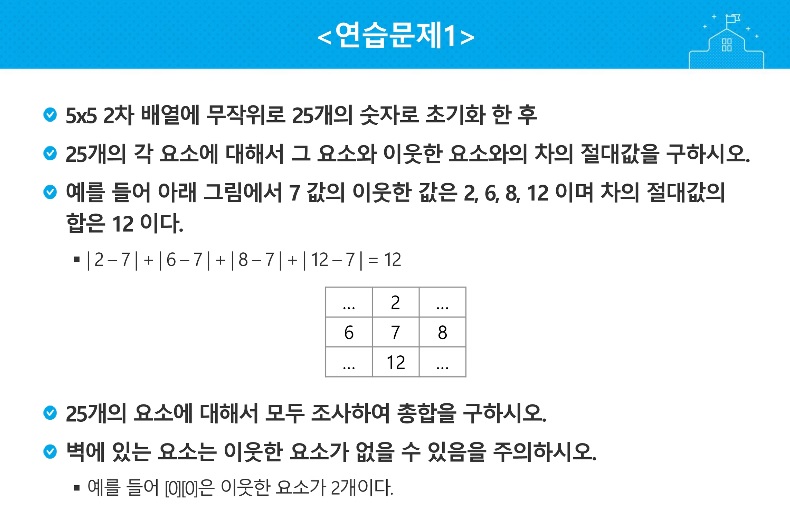 <연습문제1>
5x5 2차 배열에 무작위로 25개의 숫자로 초기화 한 후
25개의 각 요소에 대해서 그 요소와 이웃한 요소와의 차의 절대값을 구하시오.
예를 들어 아래 그림에서 7 값의 이웃한 값은 2, 6, 8, 12 이며 차의 절대값의
합은 12 이다.
▪ | 2 – 7 | + | 6 – 7 | + | 8 – 7 | + | 12 – 7 | = 12
... 2 ...
6 7 8
... 12 ...
25개의 요소에 대해서 모두 조사하여 총합을 구하시오.
벽에 있는 요소는 이웃한 요소가 없을 수 있음을 주의하시오.
▪ 예를 들어 [0][0]은 이웃한 요소가 2개이다.